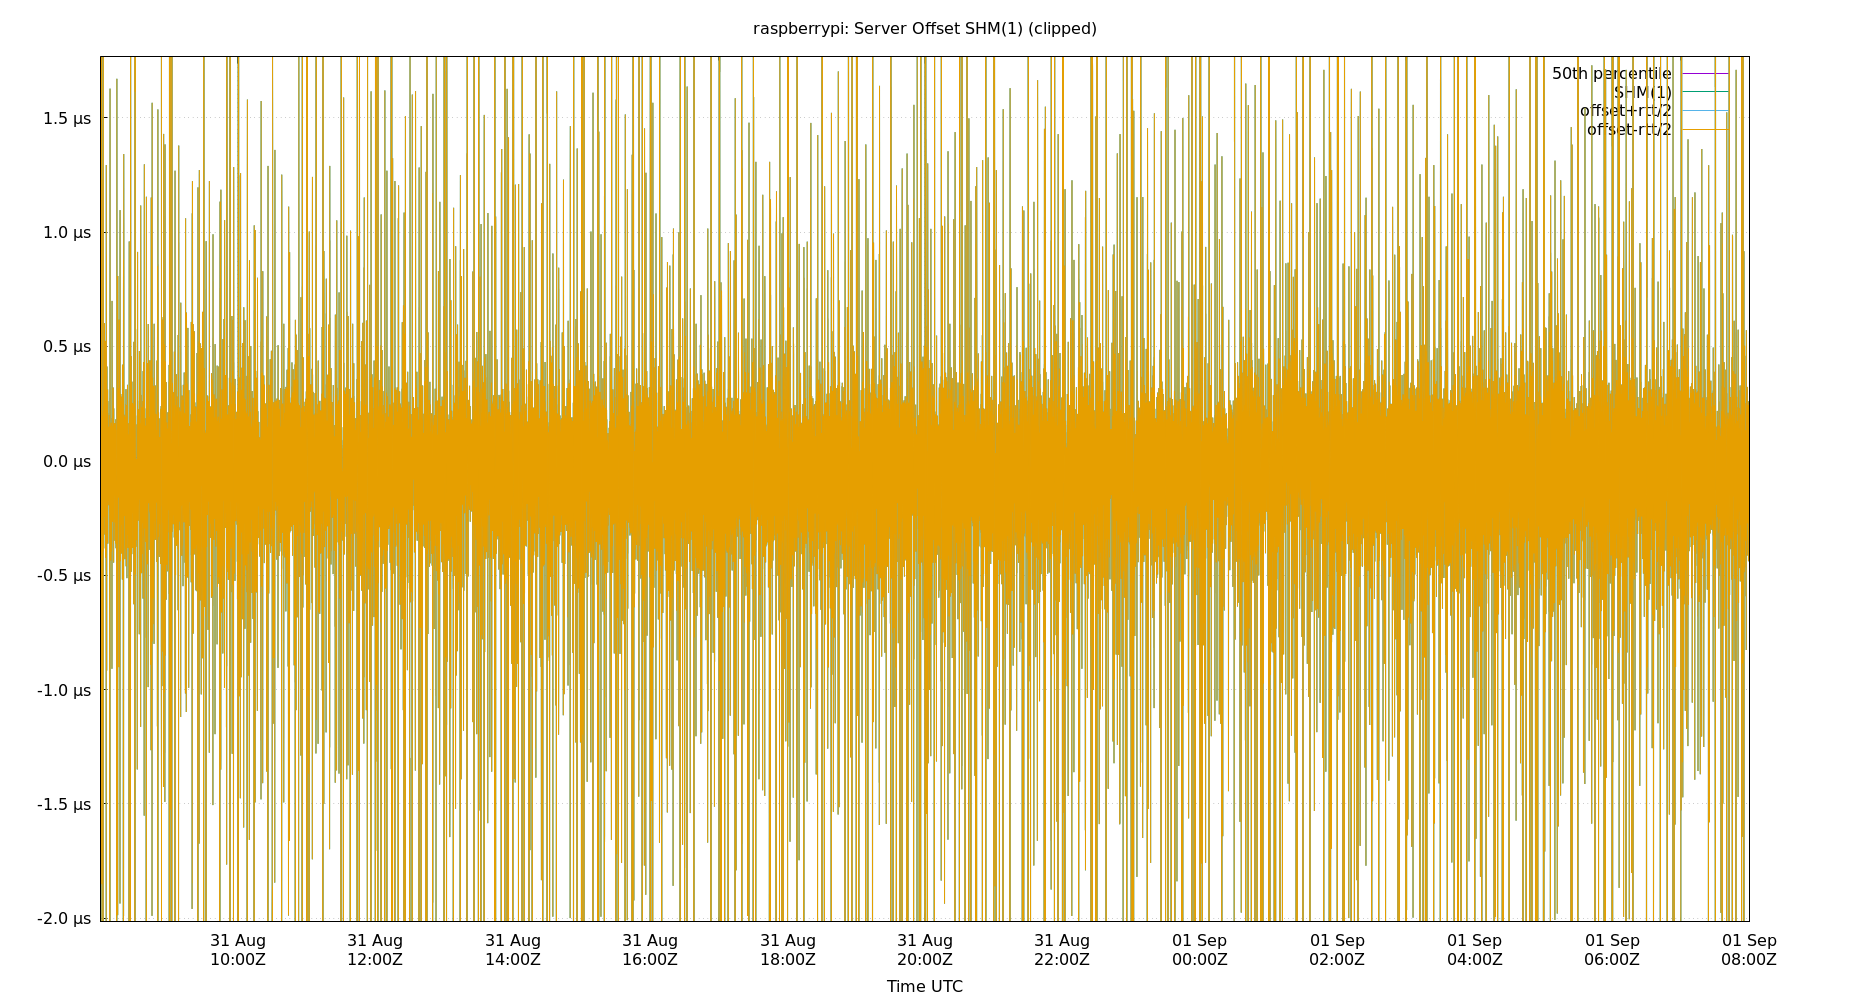 raspberrypi: Server Offset SHM(1) (clipped)
50th percentile
SHM(1)
offset+rtt/2
offset-rtt/2
1.5 µs
1.0 µs
0.5 µs
0.0 µs
-0.5 µs
-1.0 µs
-1.5 µs
-2.0 µs
31 Aug 31 Aug 31 Aug 31 Aug 31 Aug 31 Aug 31 Aug 01 Sep 01 Sep 01 Sep 01 Sep 01 Sep
10:00Z 12:00Z 14:00Z 16:00Z 18:00Z 20:00Z 22:00Z 00:00Z 02:00Z 04:00Z 06:00Z 08:00Z
Time UTC